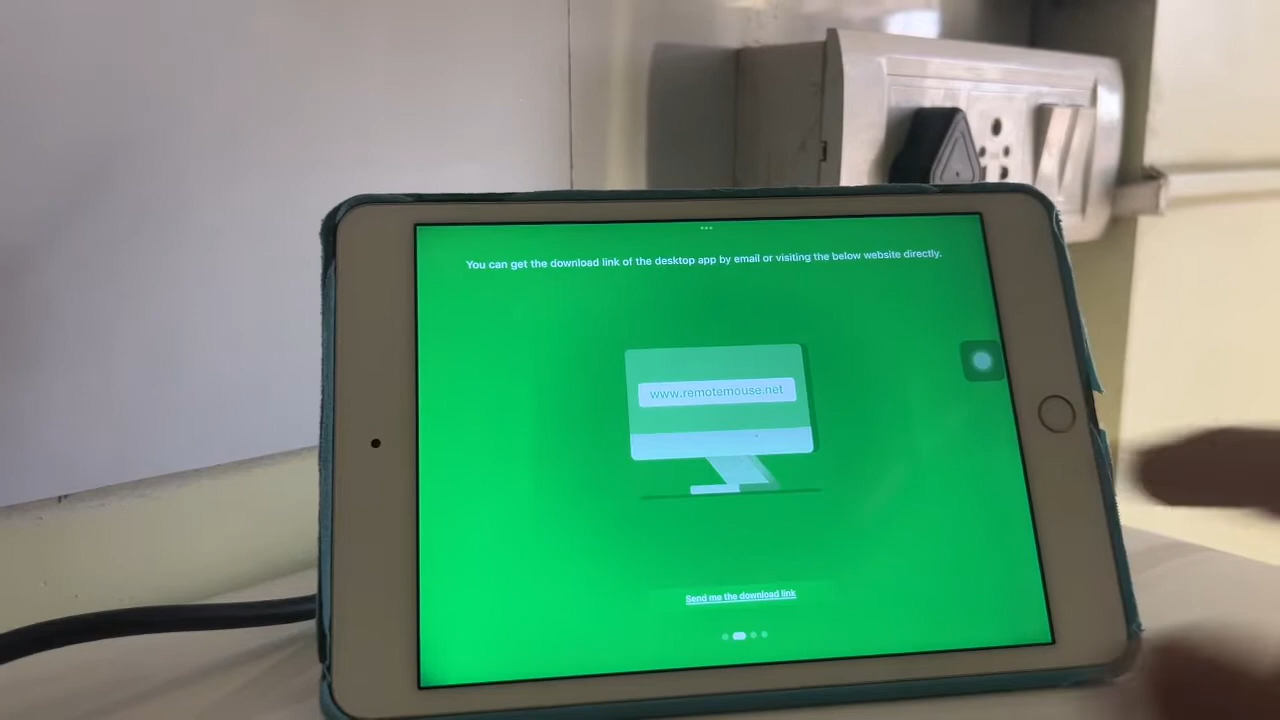 You can get the download link of the desktop app by email or visiting the below website directly.
www.remotemouse.net
Send me the download link